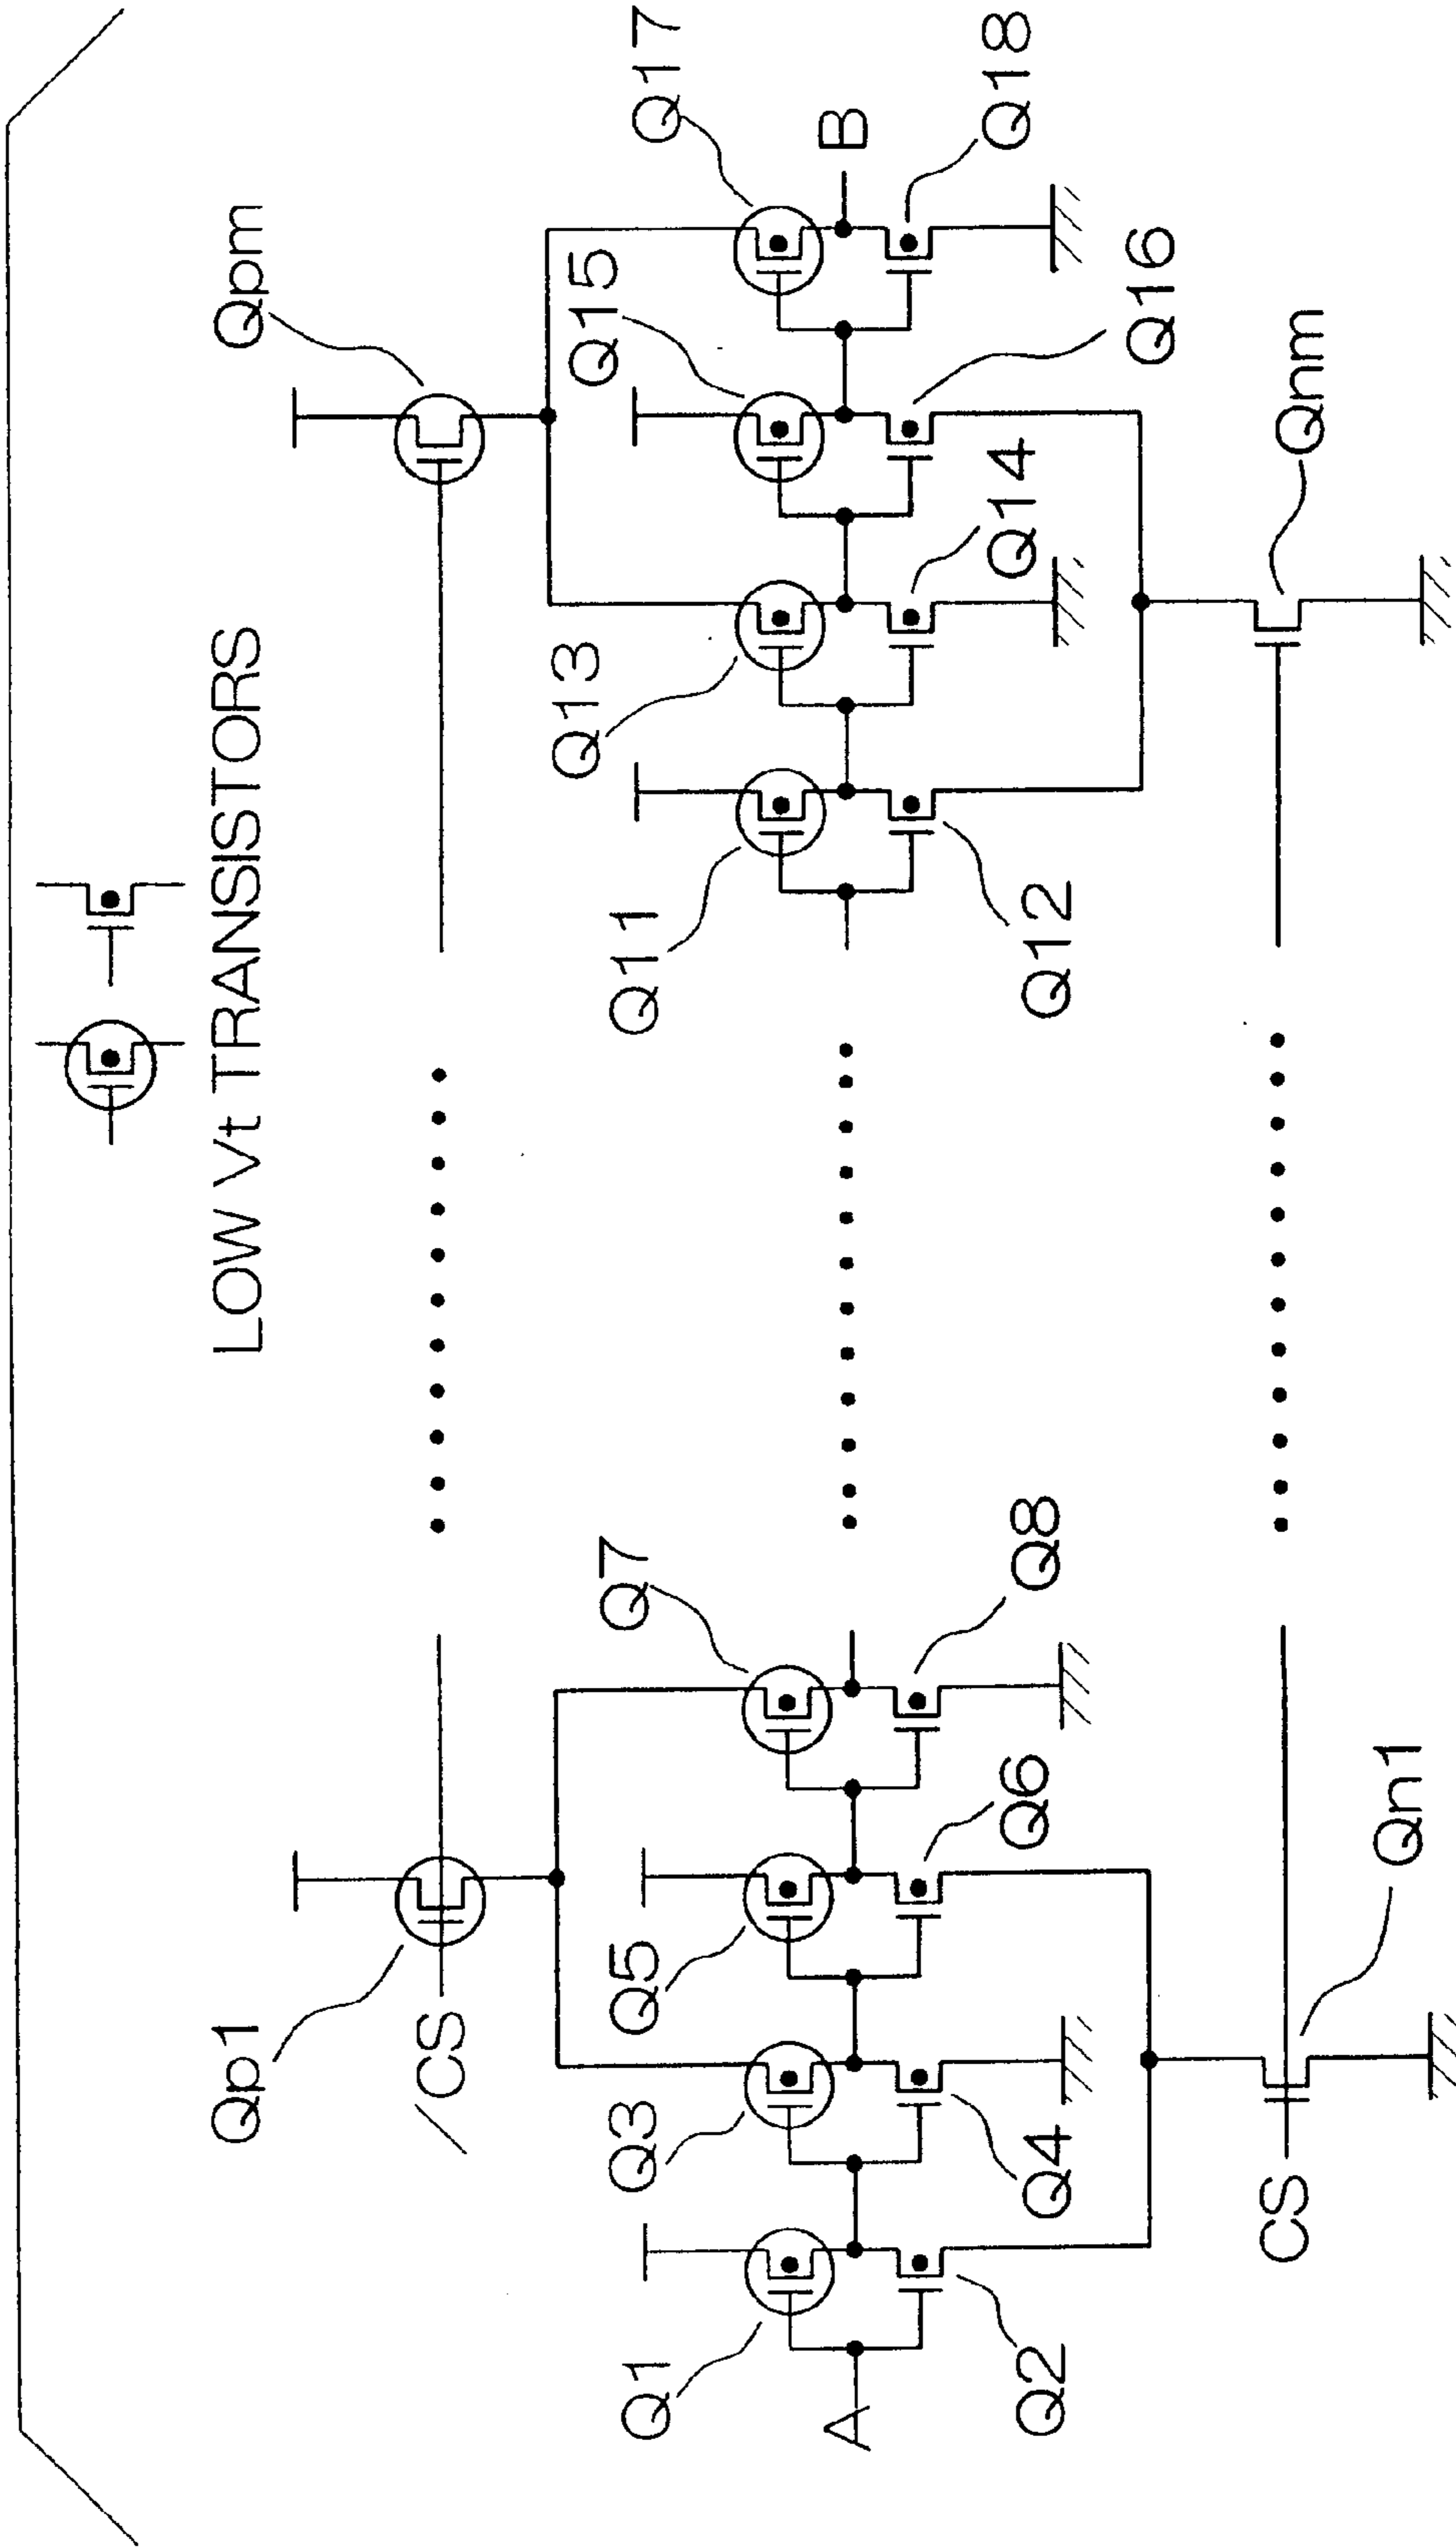 LOW Vt TRANSISTORS
Qp1
Qpm
/CS
Q1
Q3
Q5
Q7
Q11
Q13
Q15
Q17
A
B
Q2
Q4
Q6
Q8
Q12
Q14
Q16
Q18
CS
Qn1
Qnm